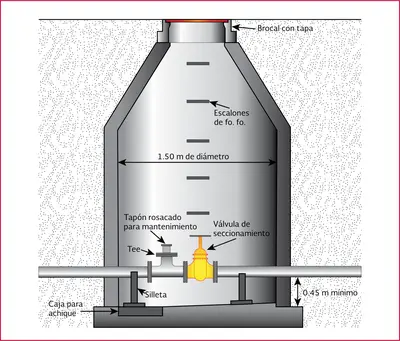 Brocal con tapa
Escalones
de fo. fo.
1.50 m de diámetro
Tapón rosacado
para mantenimiento
Válvula de
seccionamiento
Tee
Silleta
0.45 m mínimo
Caja para
achique